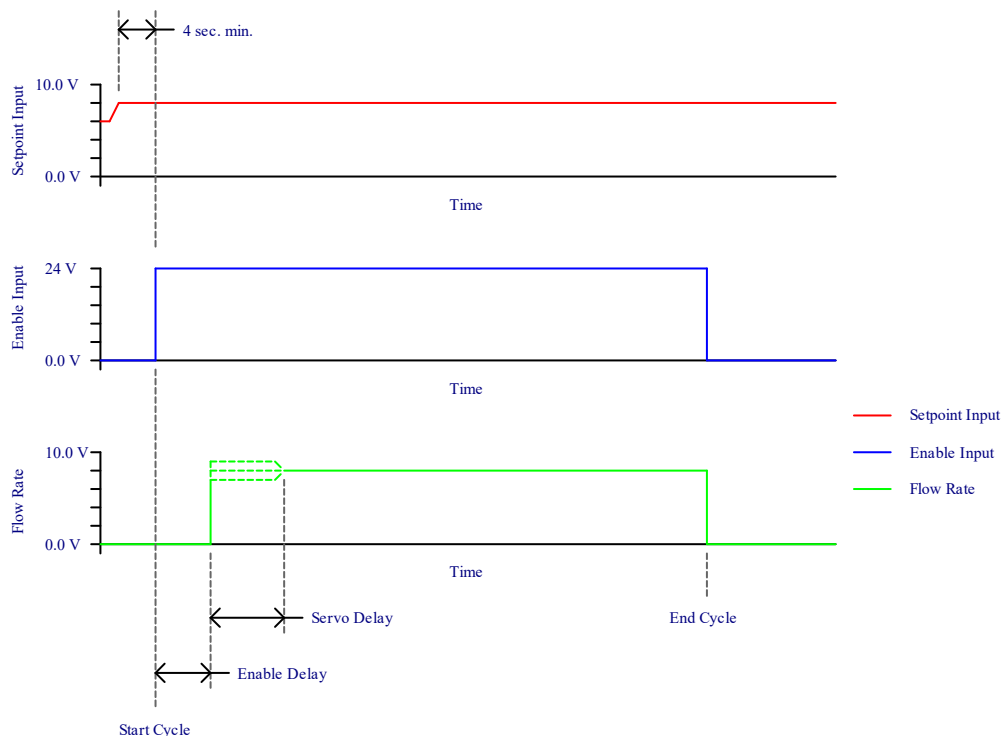 4 sec. min.
10.0 V
Setpoint Input
0.0 V
Time
24 V
Enable Input
0.0 V
Time
Setpoint Input
Enable Input
Flow Rate
10.0 V
Flow Rate
0.0 V
Time
Servo Delay
End Cycle
Enable Delay
Start Cycle